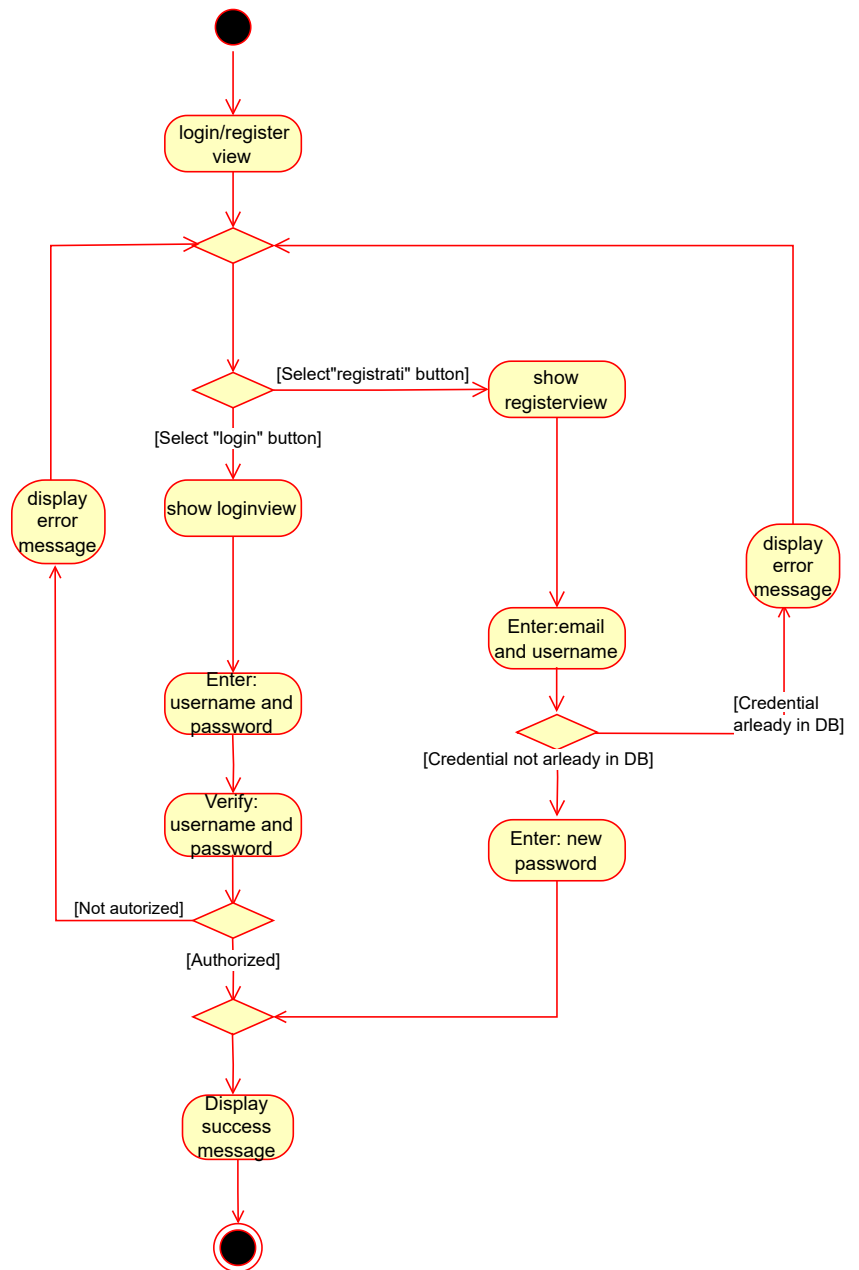 login/register
view
[Select"registrati" button]
show
registerview
[Select "login" button]
show loginview
display
error
message
display
error
message
Enter:email
and username
Enter:
username and
password
[Credential
arleady in DB]
[Credential not arleady in DB]
Verify:
username and
password
Enter: new
password
[Not autorized]
[Authorized]
Display
success
message